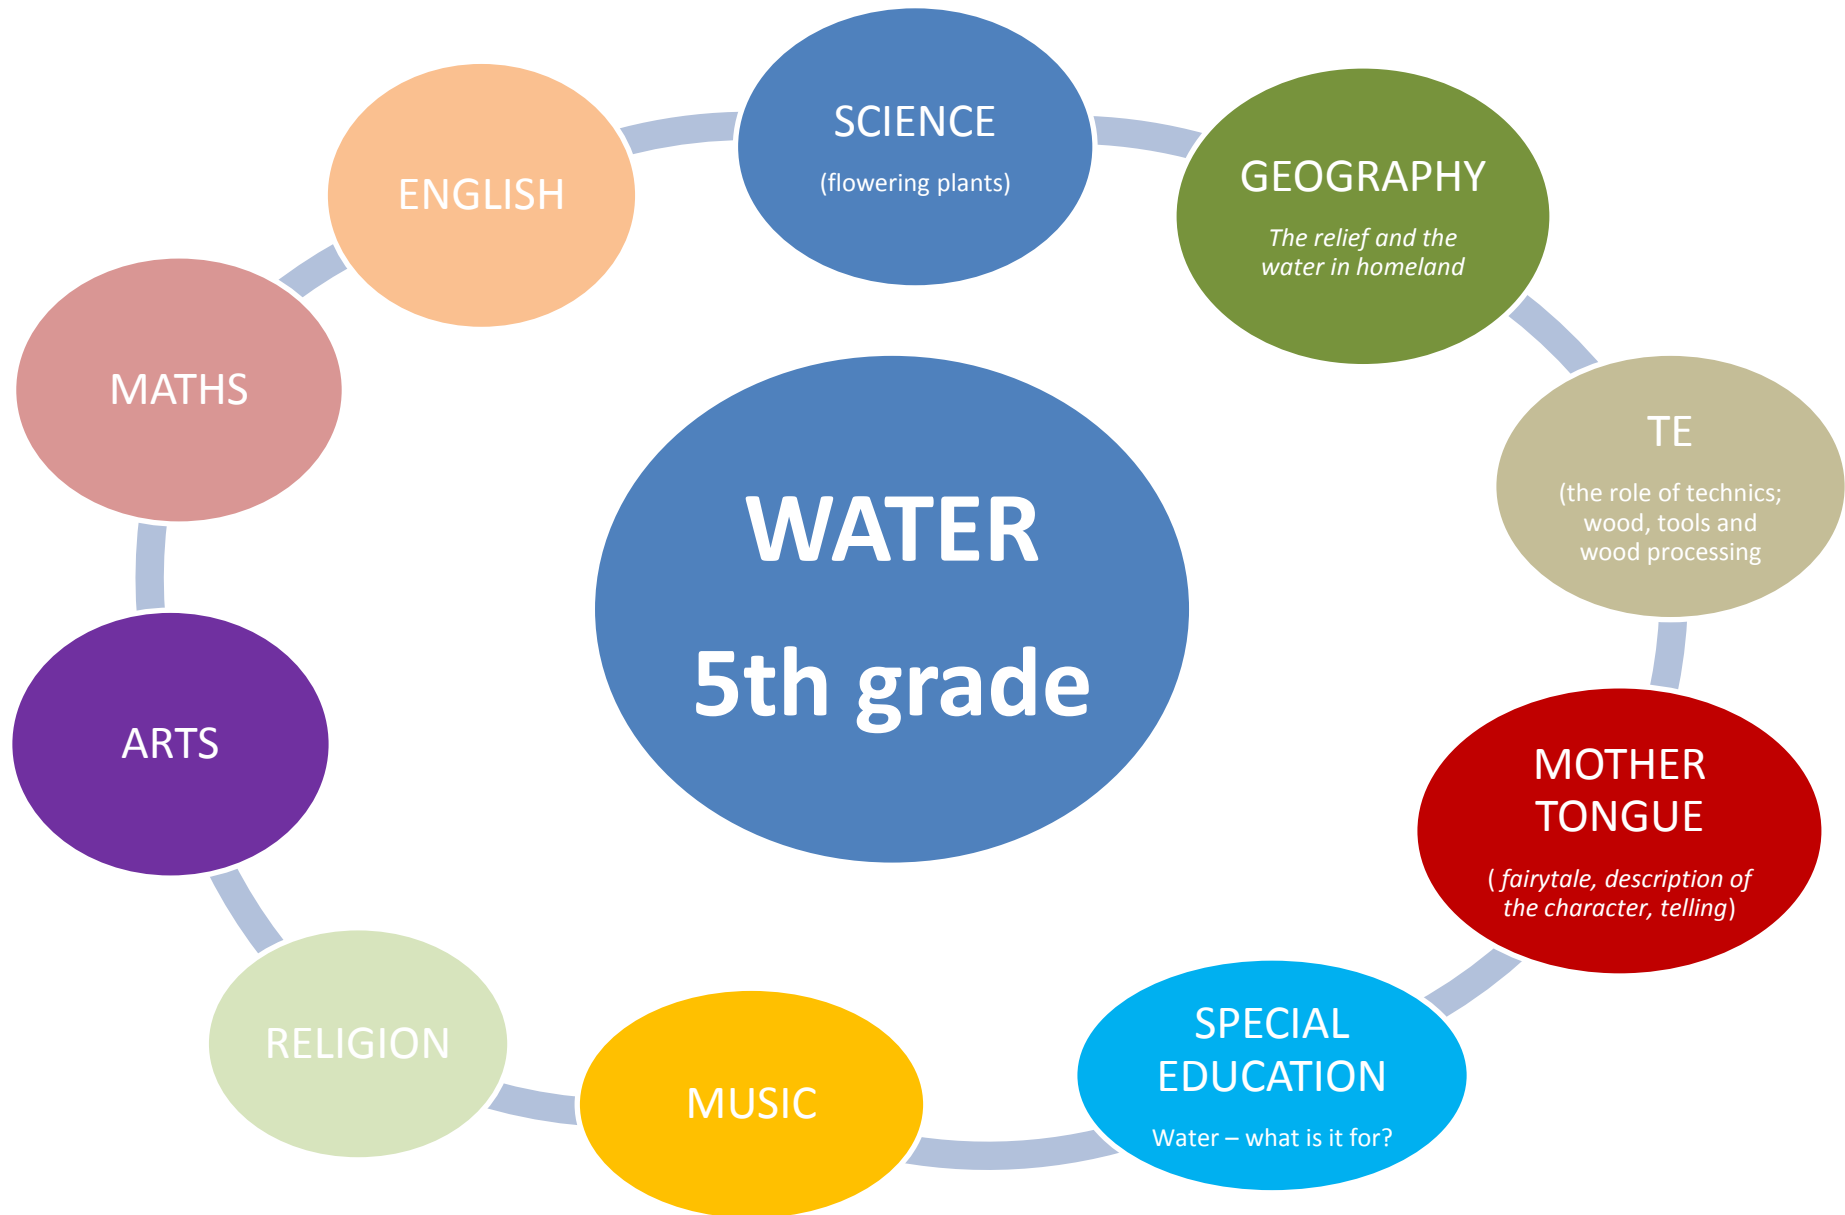 SCIENCE
(flowering plants)
GEOGRAPHY
The relief and the
water in homeland
TE
(the role of technics;
wood, tools and
wood processing
MOTHER
TONGUE
( fairytale, description of
the character, telling)
SPECIAL
EDUCATION
Water – what is it for?
MUSIC
RELIGION
ARTS
MATHS
ENGLISH
WATER
5th grade